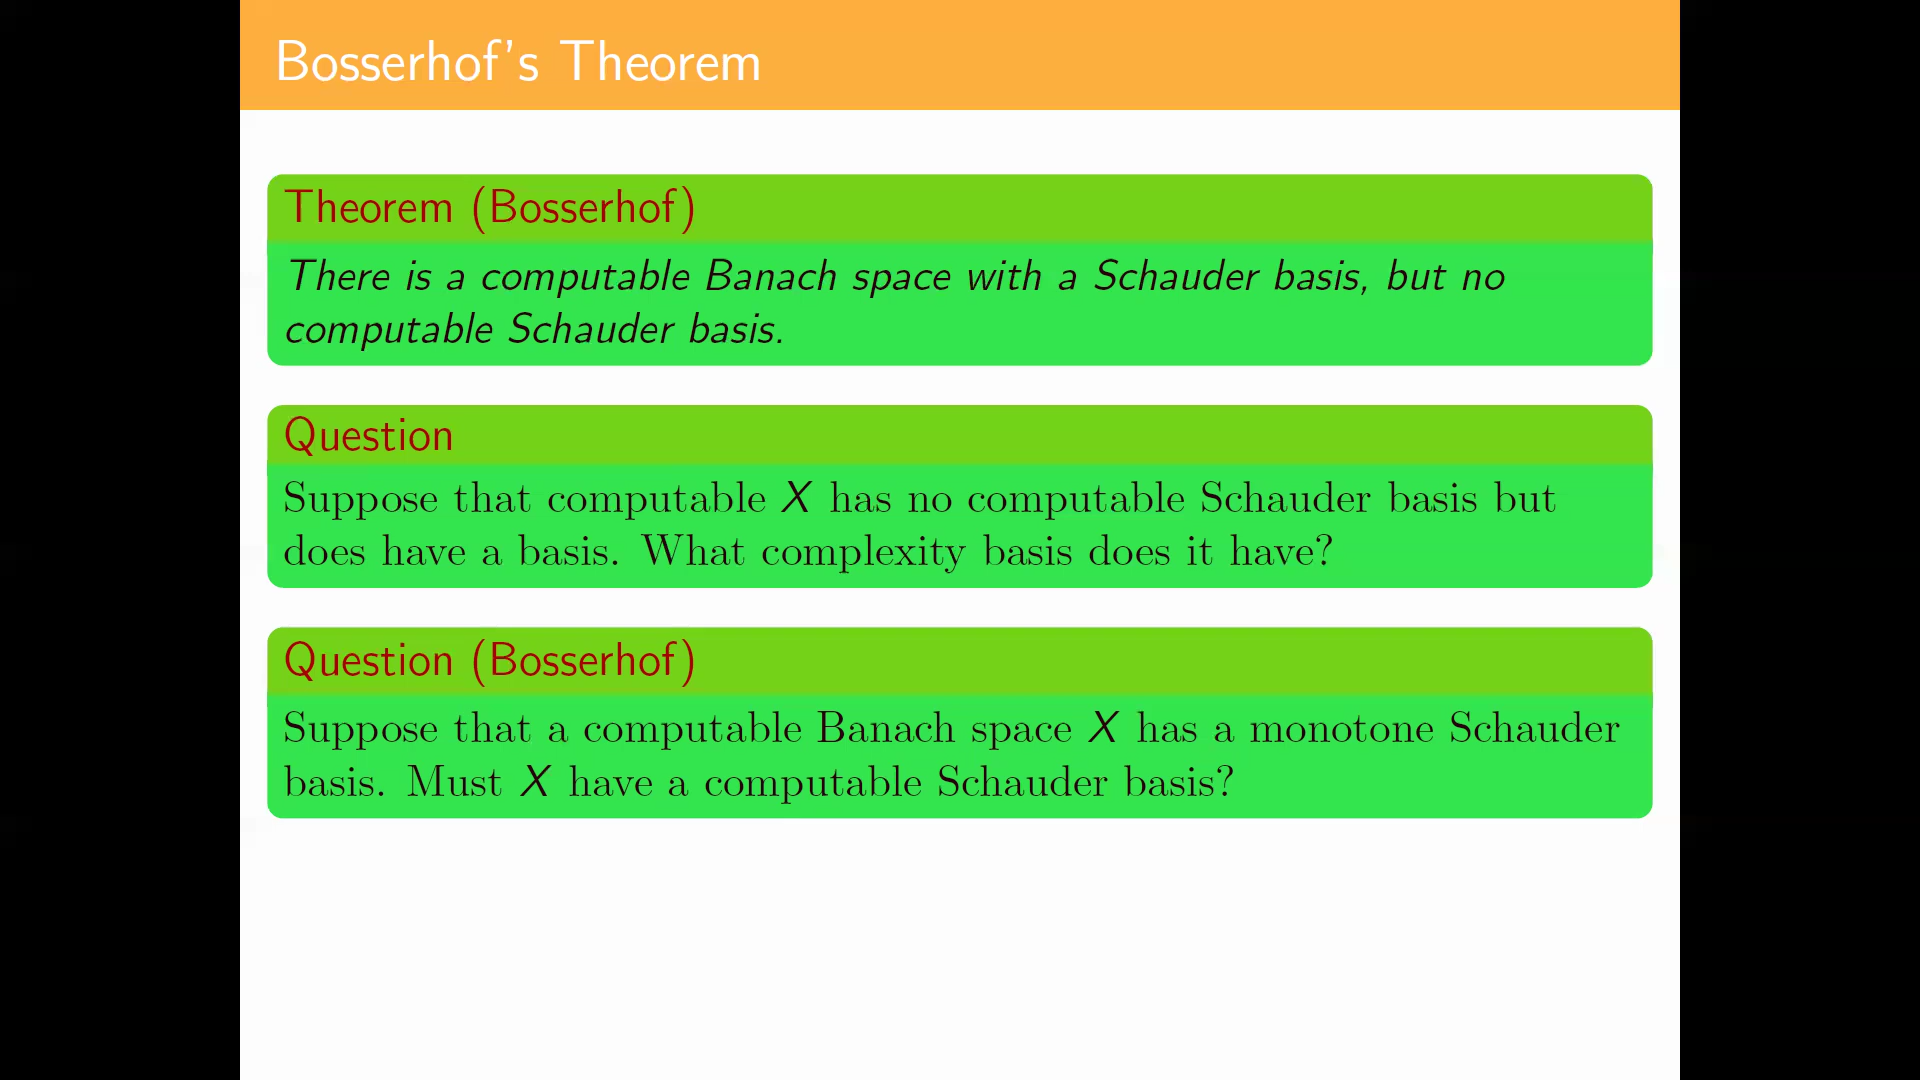 Bosserhof's Theorem
Theorem (Bosserhof)
There is a computable Banach space with a Schauder basis, but no
computable Schauder basis.
Question
Suppose that computable X has no computable Schauder basis but
does have a basis. What complexity basis does it have?
Question (Bosserhof)
Suppose that a computable Banach space X has a monotone Schauder
basis. Must X have a computable Schauder basis?